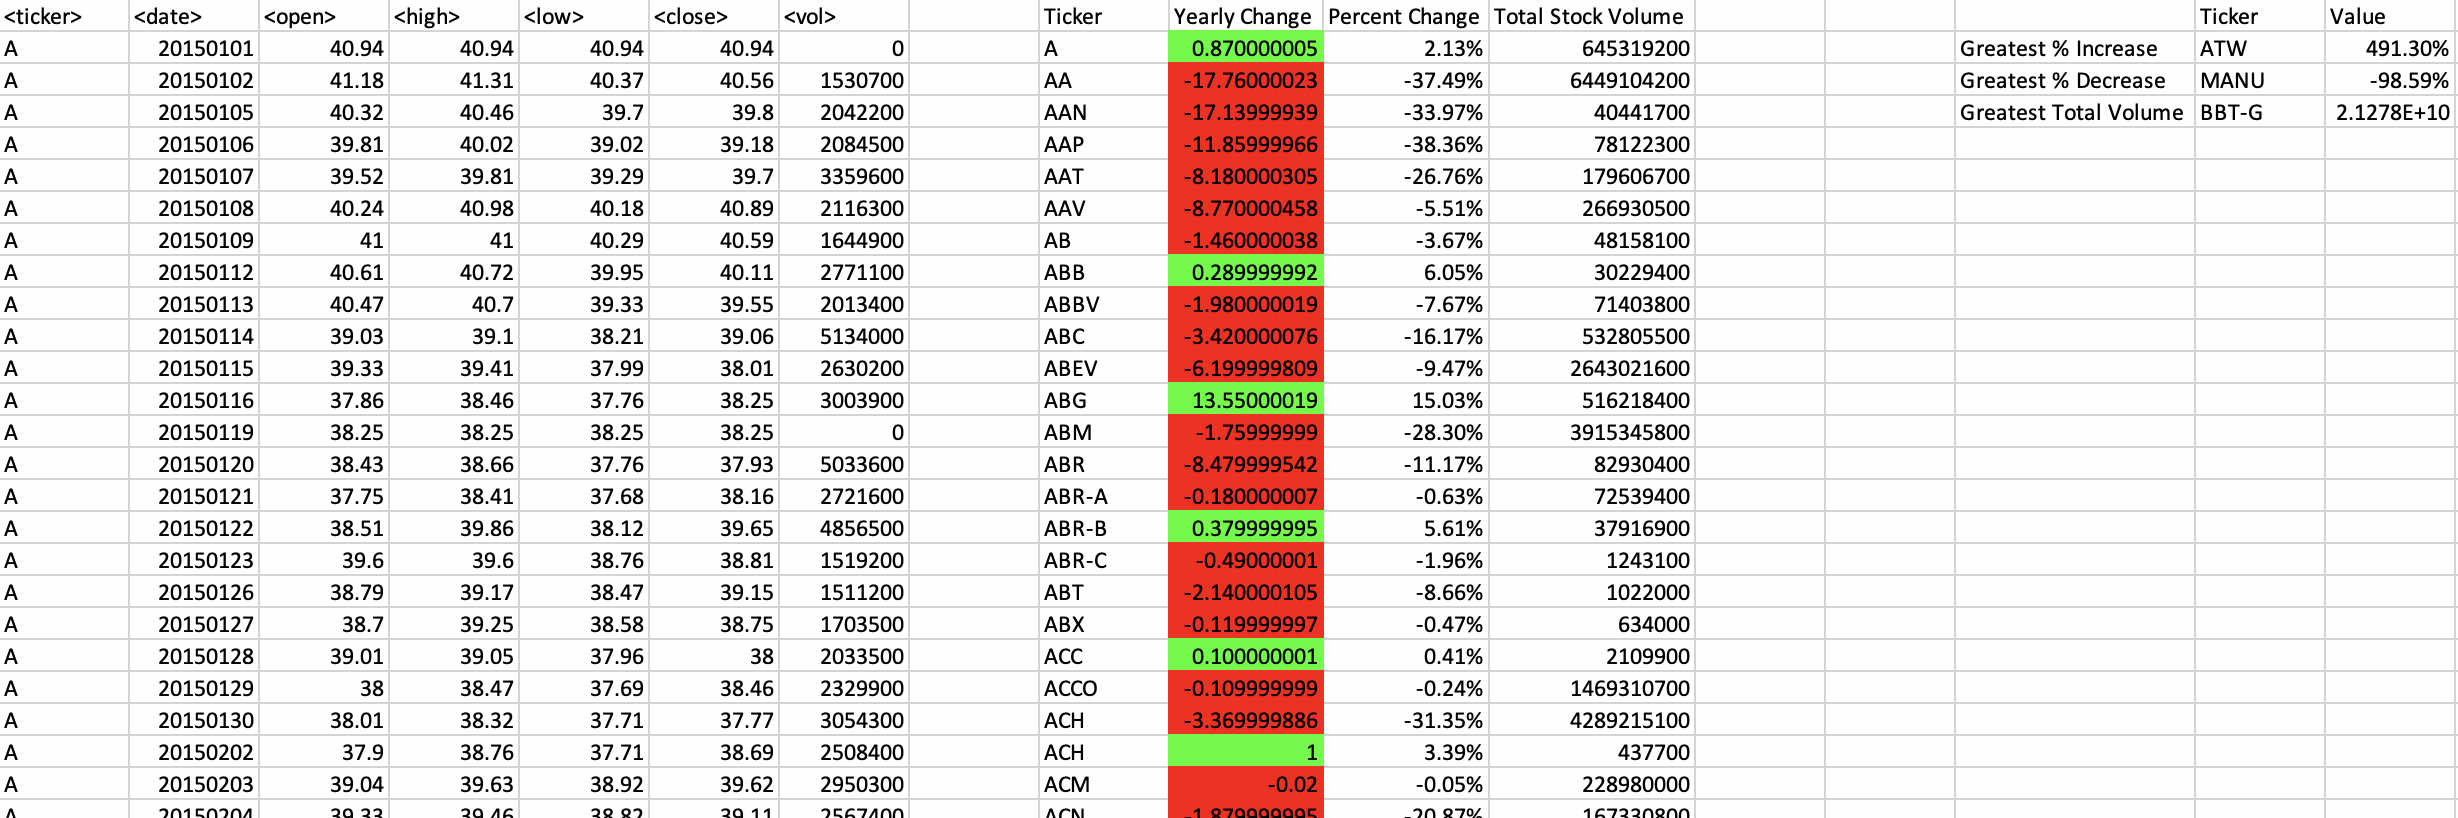 <ticker> <date> <open> <high> <low> <close> <vol> Ticker Yearly Change Percent Change Total Stock Volume Ticker Value
A 20150101 40.94 40.94 40.94 40.94 0 A 0.870000005 2.13% 645319200 Greatest % Increase ATW 491.30%
A 20150102 41.18 41.31 40.37 40.56 1530700 AA -17.76000023 -37.49% 6449104200 Greatest % Decrease MANU -98.59%
A 20150105 40.32 40.46 39.7 39.8 2042200 AAN -17.13999939 -33.97% 40441700 Greatest Total Volume BBT-G 2.1278E+10
A 20150106 39.81 40.02 39.02 39.18 2084500 AAP -11.85999966 -38.36% 78122300
A 20150107 39.52 39.81 39.29 39.7 3359600 AAT -8.180000305 -26.76% 179606700
A 20150108 40.24 40.98 40.18 40.89 2116300 AAV -8.770000458 -5.51% 266930500
A 20150109 41 41 40.29 40.59 1644900 AB -1.460000038 -3.67% 48158100
A 20150112 40.61 40.72 39.95 40.11 2771100 ABB 0.289999992 6.05% 30229400
A 20150113 40.47 40.7 39.33 39.55 2013400 ABBV -1.980000019 -7.67% 71403800
A 20150114 39.03 39.1 38.21 39.06 5134000 ABC -3.420000076 -16.17% 532805500
A 20150115 39.33 39.41 37.99 38.01 2630200 ABEV -6.199999809 -9.47% 2643021600
A 20150116 37.86 38.46 37.76 38.25 3003900 ABG 13.55000019 15.03% 516218400
A 20150119 38.25 38.25 38.25 38.25 0 ABM -1.75999999 -28.30% 3915345800
A 20150120 38.43 38.66 37.76 37.93 5033600 ABR -8.479999542 -11.17% 82930400
A 20150121 37.75 38.41 37.68 38.16 2721600 ABR-A -0.180000007 -0.63% 72539400
A 20150122 38.51 39.86 38.12 39.65 4856500 ABR-B 0.379999995 5.61% 37916900
A 20150123 39.6 39.6 38.76 38.81 1519200 ABR-C -0.49000001 -1.96% 1243100
A 20150126 38.79 39.17 38.47 39.15 1511200 ABT -2.140000105 -8.66% 1022000
A 20150127 38.7 39.25 38.58 38.75 1703500 ABX -0.119999997 -0.47% 634000
A 20150128 39.01 39.05 37.96 38 2033500 ACC 0.100000001 0.41% 2109900
A 20150129 38 38.47 37.69 38.46 2329900 ACCO -0.109999999 -0.24% 1469310700
A 20150130 38.01 38.32 37.71 37.77 3054300 ACH -3.369999886 -31.35% 4289215100
A 20150202 37.9 38.76 37.71 38.69 2508400 ACH 1 3.39% 437700
A 20150203 39.04 39.63 38.92 39.62 2950300 ACM -0.02 -0.05% 228980000
A 20150204 39.33 39.46 38.82 39.11 2567400 ACN -1.879999995 -20.87% 167330800